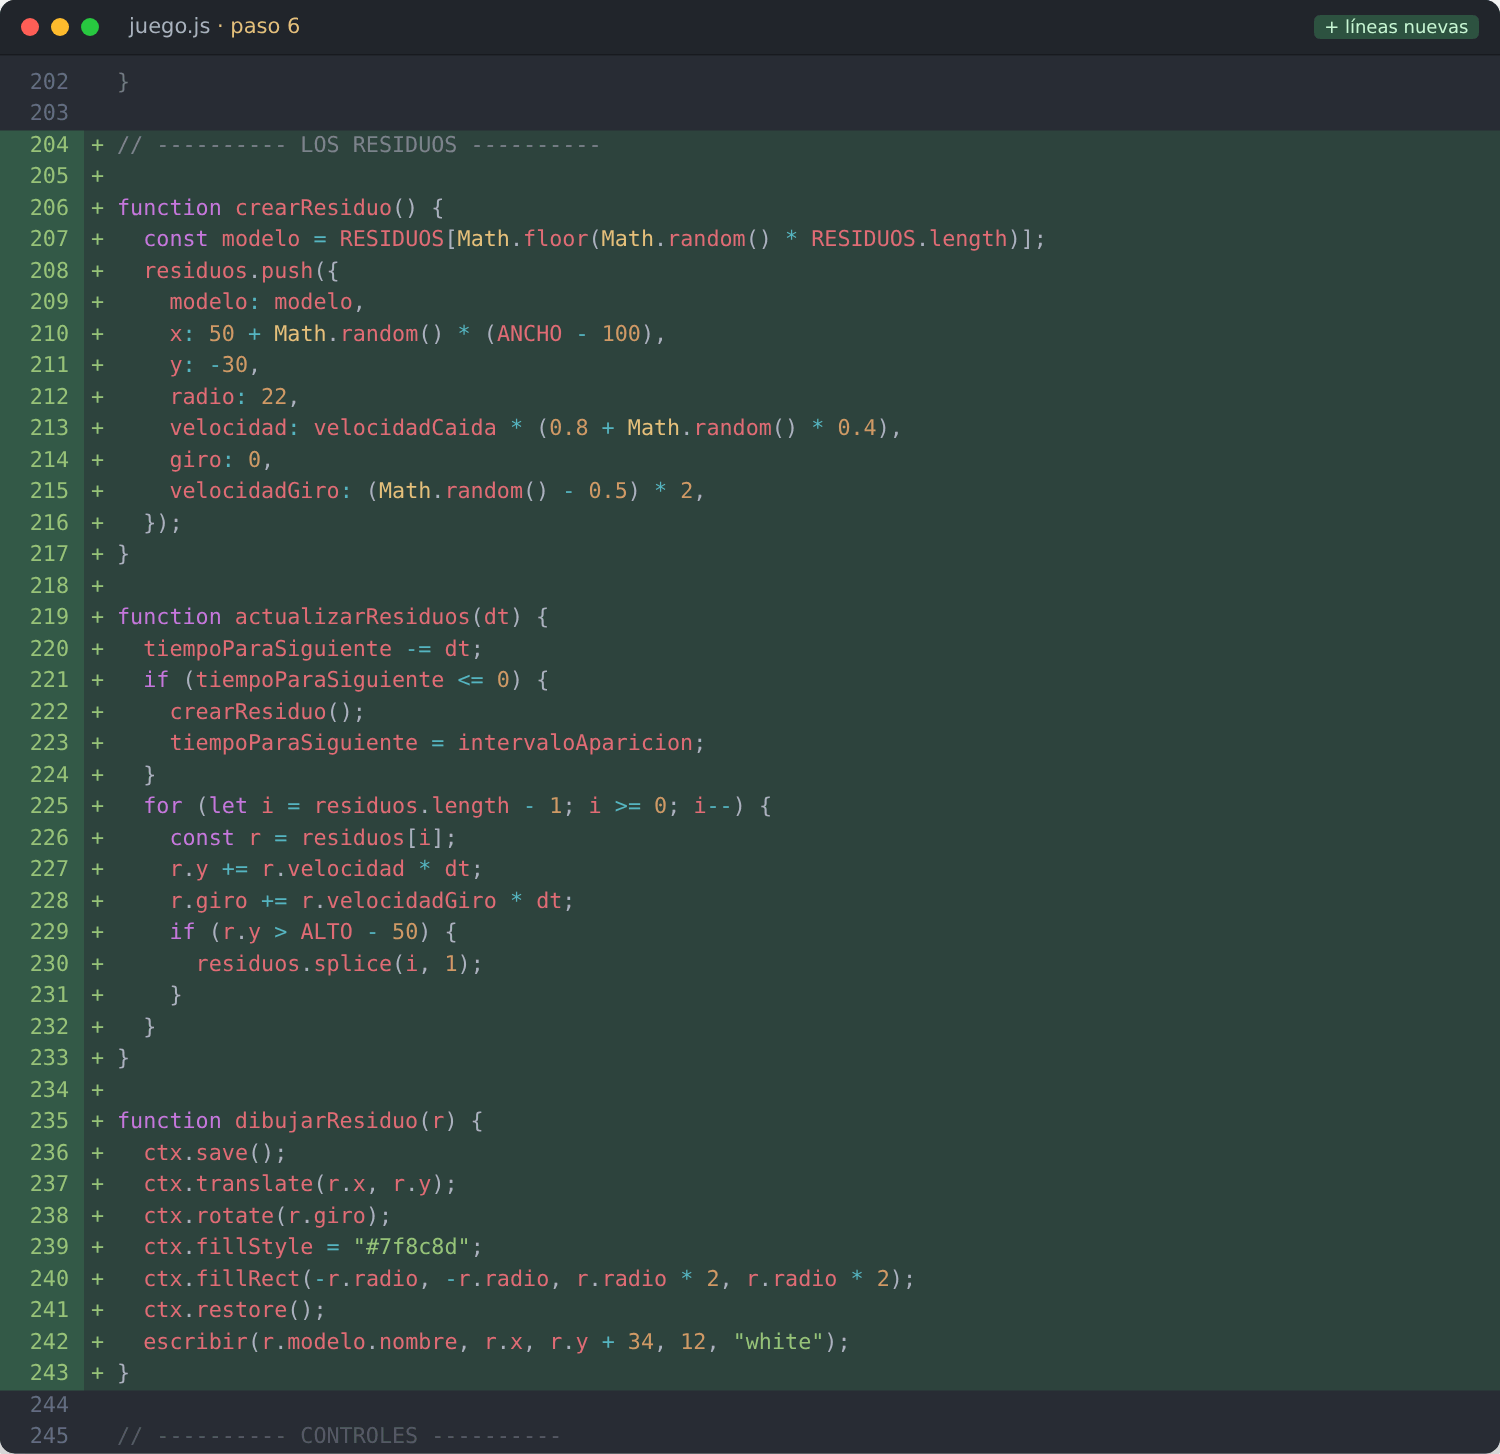 juego.js · paso 6
+ líneas nuevas
202 }
203
204 + // ---------- LOS RESIDUOS ----------
205 +
206 + function crearResiduo() {
207 +   const modelo = RESIDUOS[Math.floor(Math.random() * RESIDUOS.length)];
208 +   residuos.push({
209 +     modelo: modelo,
210 +     x: 50 + Math.random() * (ANCHO - 100),
211 +     y: -30,
212 +     radio: 22,
213 +     velocidad: velocidadCaida * (0.8 + Math.random() * 0.4),
214 +     giro: 0,
215 +     velocidadGiro: (Math.random() - 0.5) * 2,
216 +   });
217 + }
218 +
219 + function actualizarResiduos(dt) {
220 +   tiempoParaSiguiente -= dt;
221 +   if (tiempoParaSiguiente <= 0) {
222 +     crearResiduo();
223 +     tiempoParaSiguiente = intervaloAparicion;
224 +   }
225 +   for (let i = residuos.length - 1; i >= 0; i--) {
226 +     const r = residuos[i];
227 +     r.y += r.velocidad * dt;
228 +     r.giro += r.velocidadGiro * dt;
229 +     if (r.y > ALTO - 50) {
230 +       residuos.splice(i, 1);
231 +     }
232 +   }
233 + }
234 +
235 + function dibujarResiduo(r) {
236 +   ctx.save();
237 +   ctx.translate(r.x, r.y);
238 +   ctx.rotate(r.giro);
239 +   ctx.fillStyle = "#7f8c8d";
240 +   ctx.fillRect(-r.radio, -r.radio, r.radio * 2, r.radio * 2);
241 +   ctx.restore();
242 +   escribir(r.modelo.nombre, r.x, r.y + 34, 12, "white");
243 + }
244
245 // ---------- CONTROLES ----------